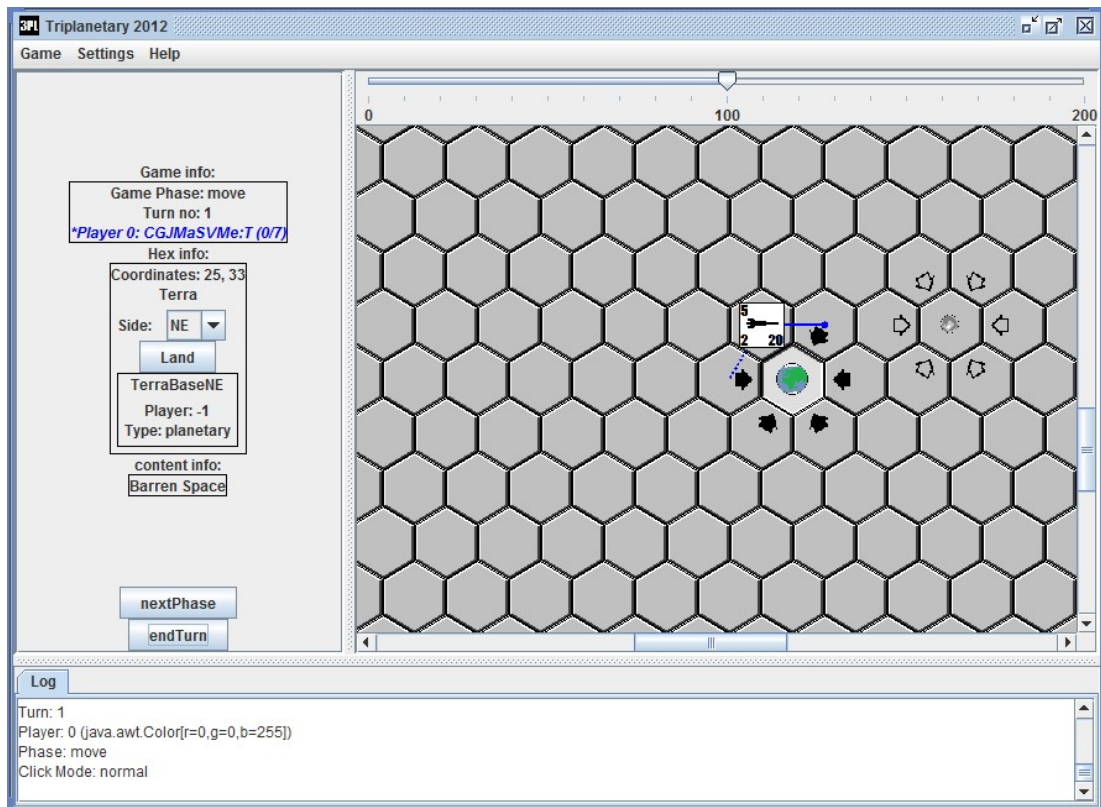 3PL Triplanetary 2012
Game Settings Help
0 100 200
Game info:
Game Phase: move
Turn no: 1
*Player 0: CGJMaSVMe:T (0/7)
Hex info:
Coordinates: 25, 33
Terra
Side: NE
Land
TerraBaseNE
Player: -1
Type: planetary
content info:
Barren Space
nextPhase
endTurn
5
2 20
Log
Turn: 1
Player: 0 (java.awt.Color[r=0,g=0,b=255])
Phase: move
Click Mode: normal